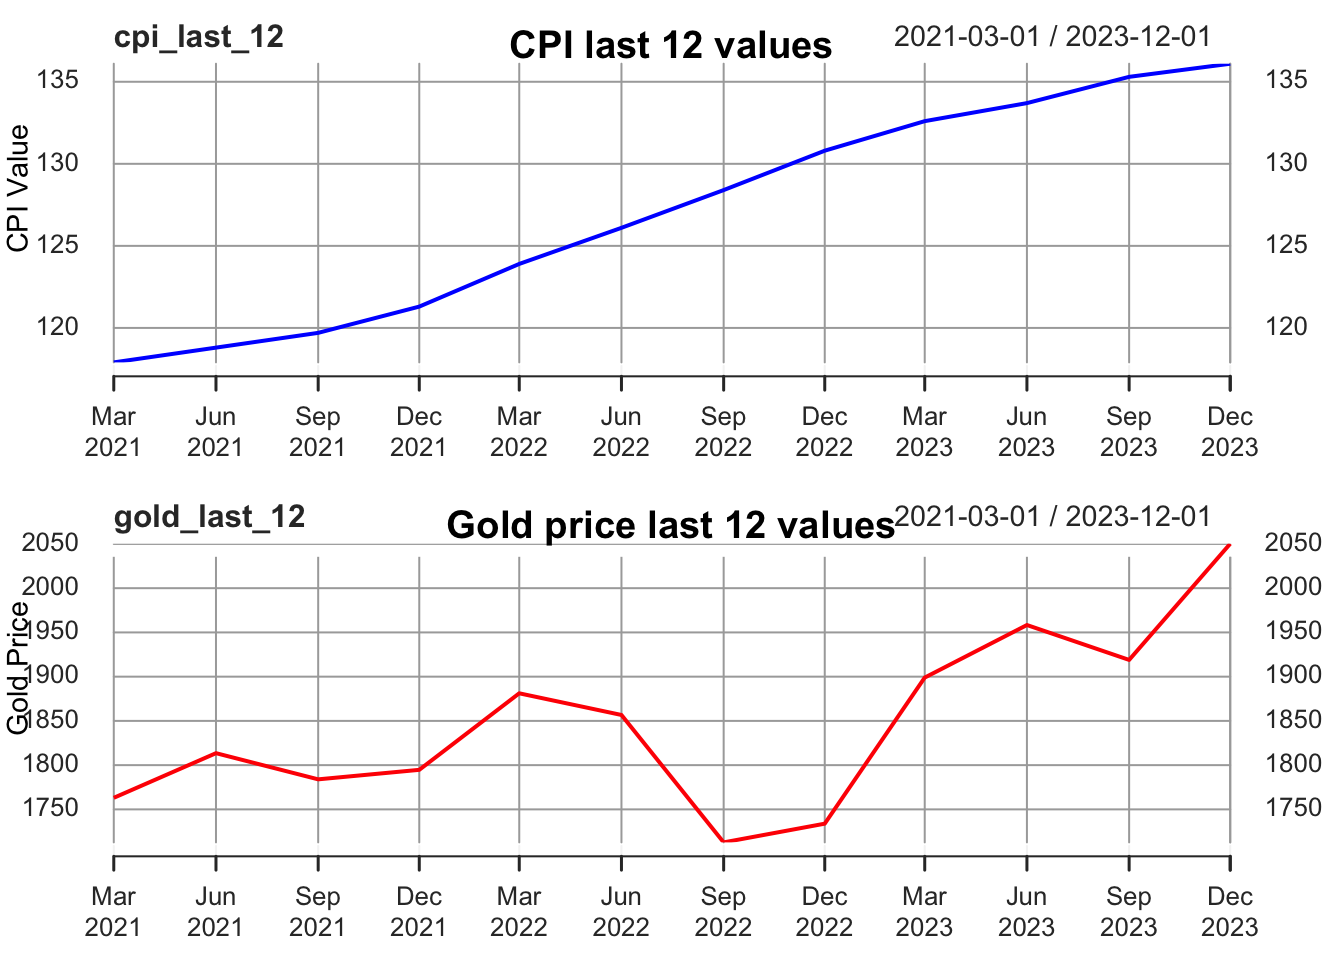 cpi_last_12 CPI last 12 values 2021-03-01 / 2023-12-01
CPI Value
135 135
130 130
125 125
120 120
Mar Jun Sep Dec Mar Jun Sep Dec Mar Jun Sep Dec
2021 2021 2021 2021 2022 2022 2022 2022 2023 2023 2023 2023
gold_last_12 Gold price last 12 values 2021-03-01 / 2023-12-01
Gold Price
2050 2050
2000 2000
1950 1950
1900 1900
1850 1850
1800 1800
1750 1750
Mar Jun Sep Dec Mar Jun Sep Dec Mar Jun Sep Dec
2021 2021 2021 2021 2022 2022 2022 2022 2023 2023 2023 2023